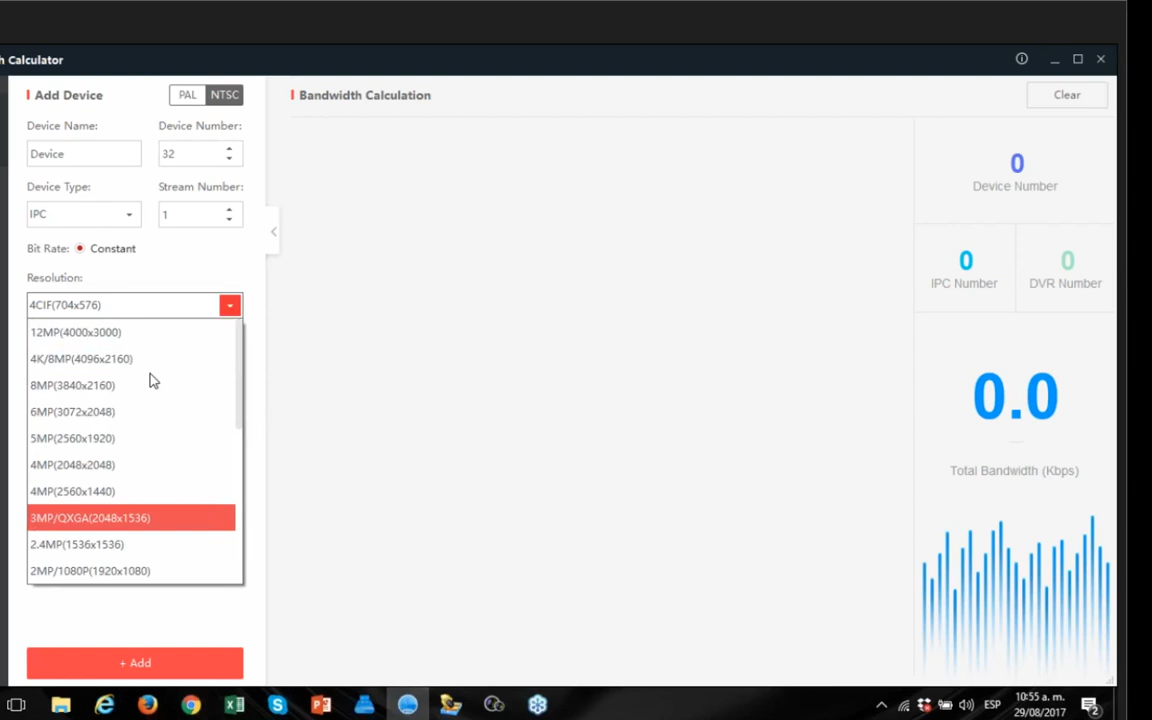 h Calculator
Add Device
PAL
NTSC
Device Name:
Device Number:
Device
32
Device Type:
Stream Number:
IPC
1
Bit Rate:
Constant
Resolution:
4CIF(704x576)
12MP(4000x3000)
4K/8MP(4096x2160)
8MP(3840x2160)
6MP(3072x2048)
5MP(2560x1920)
4MP(2048x2048)
4MP(2560x1440)
3MP/QXGA(2048x1536)
2.4MP(1536x1536)
2MP/1080P(1920x1080)
+ Add
Bandwidth Calculation
Clear
0
Device Number
0
IPC Number
0
DVR Number
0.0
Total Bandwidth (Kbps)
ESP
10:55 a. m.
29/08/2017
2